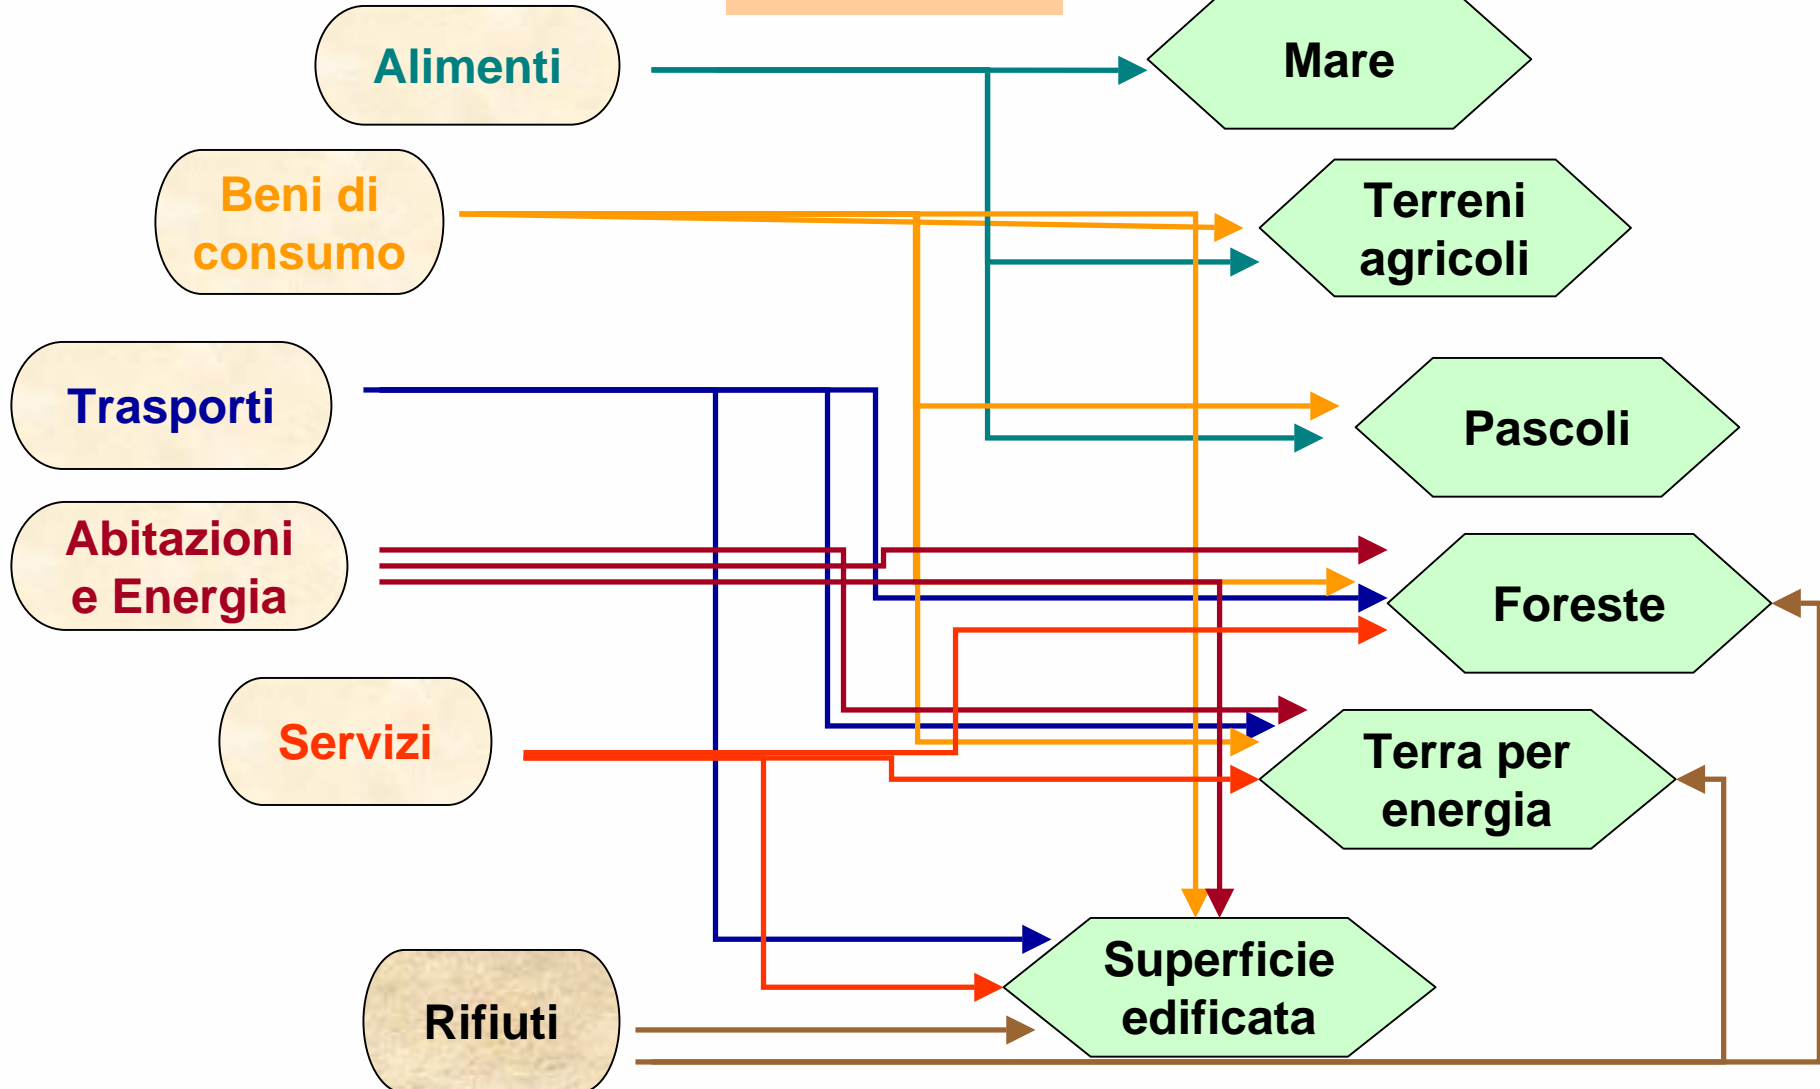 Alimenti
Mare
Beni di
consumo
Terreni
agricoli
Trasporti
Pascoli
Abitazioni
e Energia
Foreste
Servizi
Terra per
energia
Superficie
edificata
Rifiuti